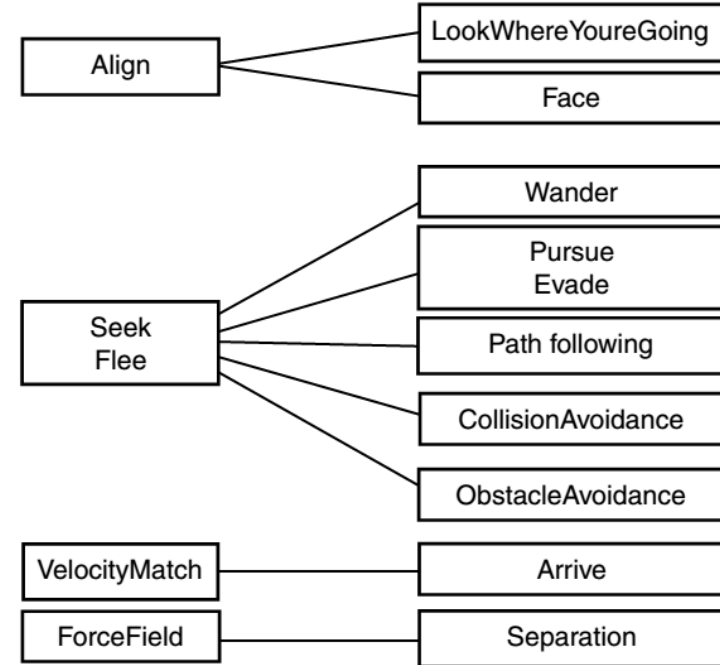 Align
LookWhereYoureGoing
Face
Wander
Pursue
Evade
Seek
Flee
Path following
CollisionAvoidance
ObstacleAvoidance
VelocityMatch
Arrive
ForceField
Separation